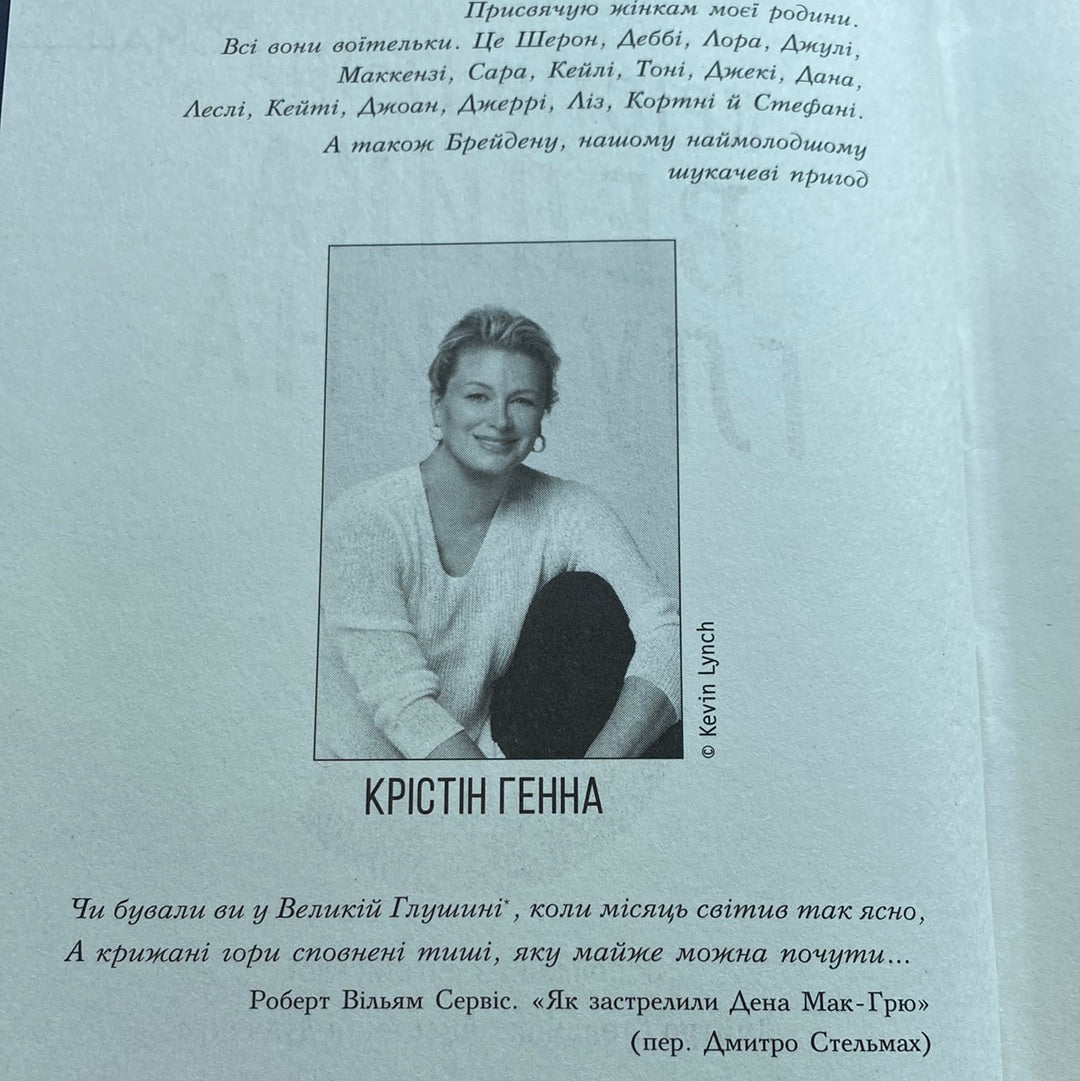 Присвячую жінкам моєї родини.
Всі вони воїтельки. Це Шерон, Деббі, Лора, Джулі,
Маккензі, Сара, Кейлі, Тоні, Джекі, Дана,
Леслі, Кейті, Джоан, Джеррі, Ліз, Кортні й Стефані.
А також Брейдену, нашому наймолодшому
шукачеві пригод
© Kevin Lynch
КРІСТІН ГЕННА
Чи бували ви у Великій Глушині*, коли місяць світив так ясно,
А крижані гори сповнені тиші, яку майже можна почути...
Роберт Вільям Сервіс. «Як застрелили Дена Мак-Грю»
(пер. Дмитро Стельмах)